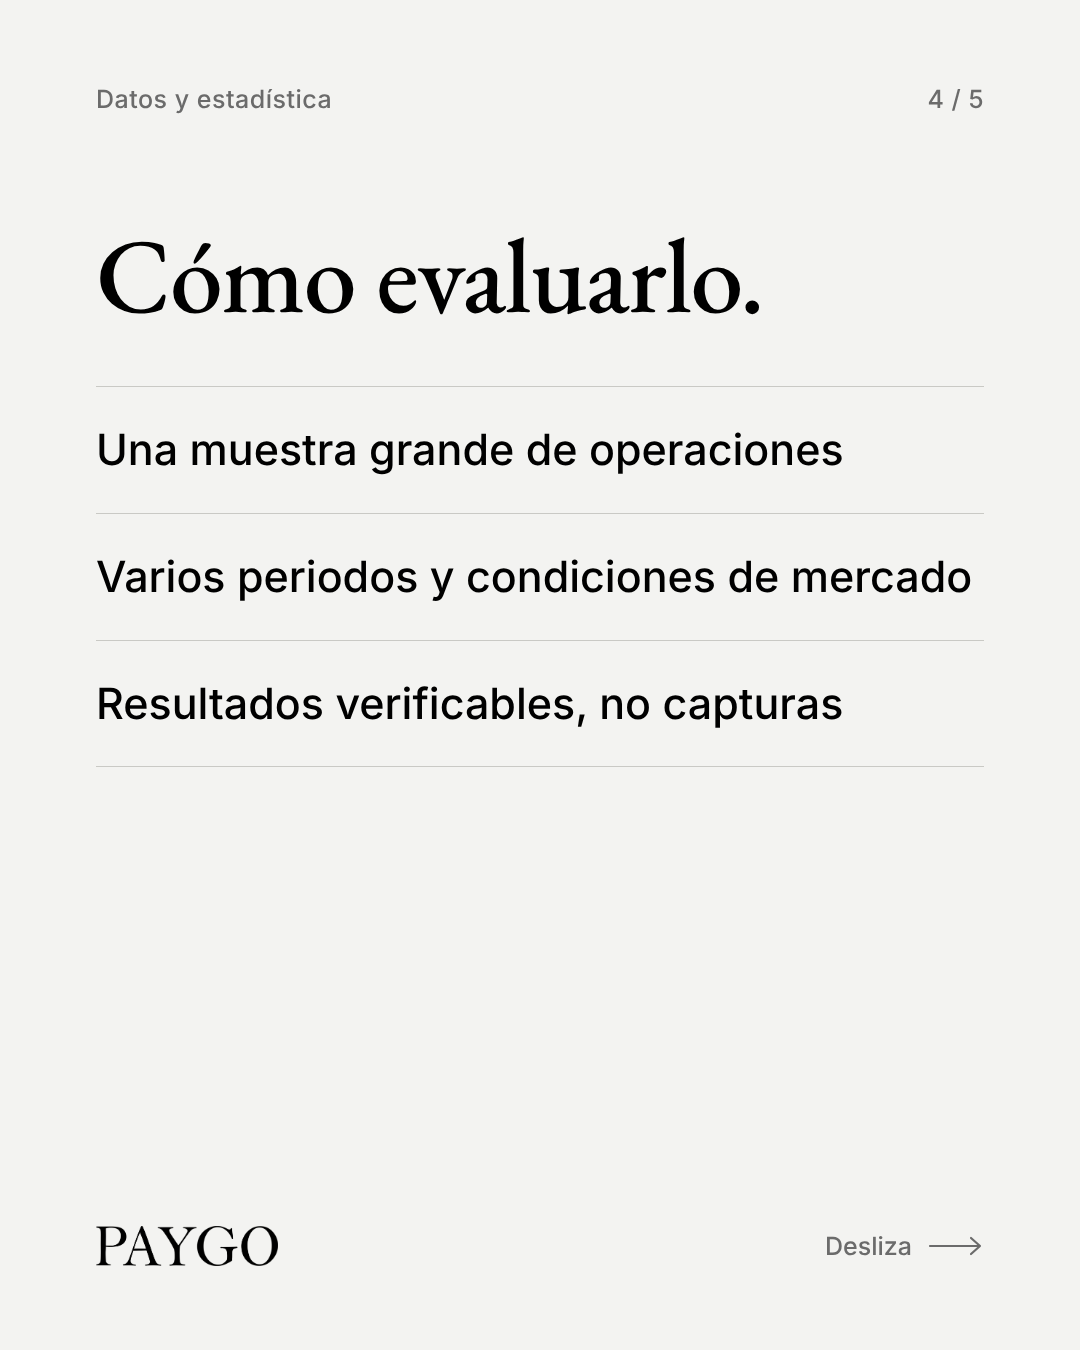 Datos y estadística
4 / 5
Cómo evaluarlo.
Una muestra grande de operaciones
Varios periodos y condiciones de mercado
Resultados verificables, no capturas
PAYGO
Desliza